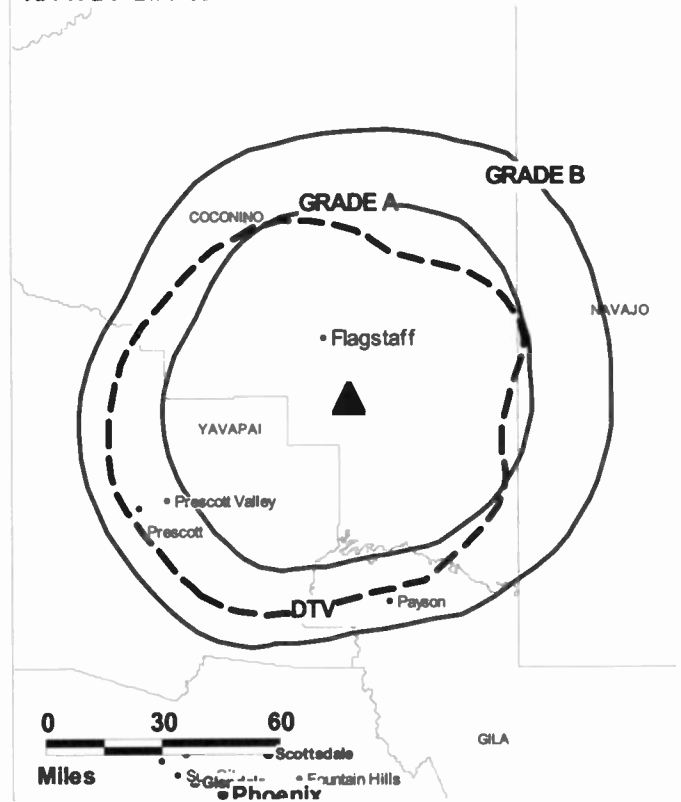 GRADE B
GRADE A
COCONINO
NAVAJO
Flagstaff
YAVAPAI
Prescott Valley
Prescott
DTV
Payson
0 30 60
GILA
Scottsdale
Miles
Fountain Hills
Phoenix